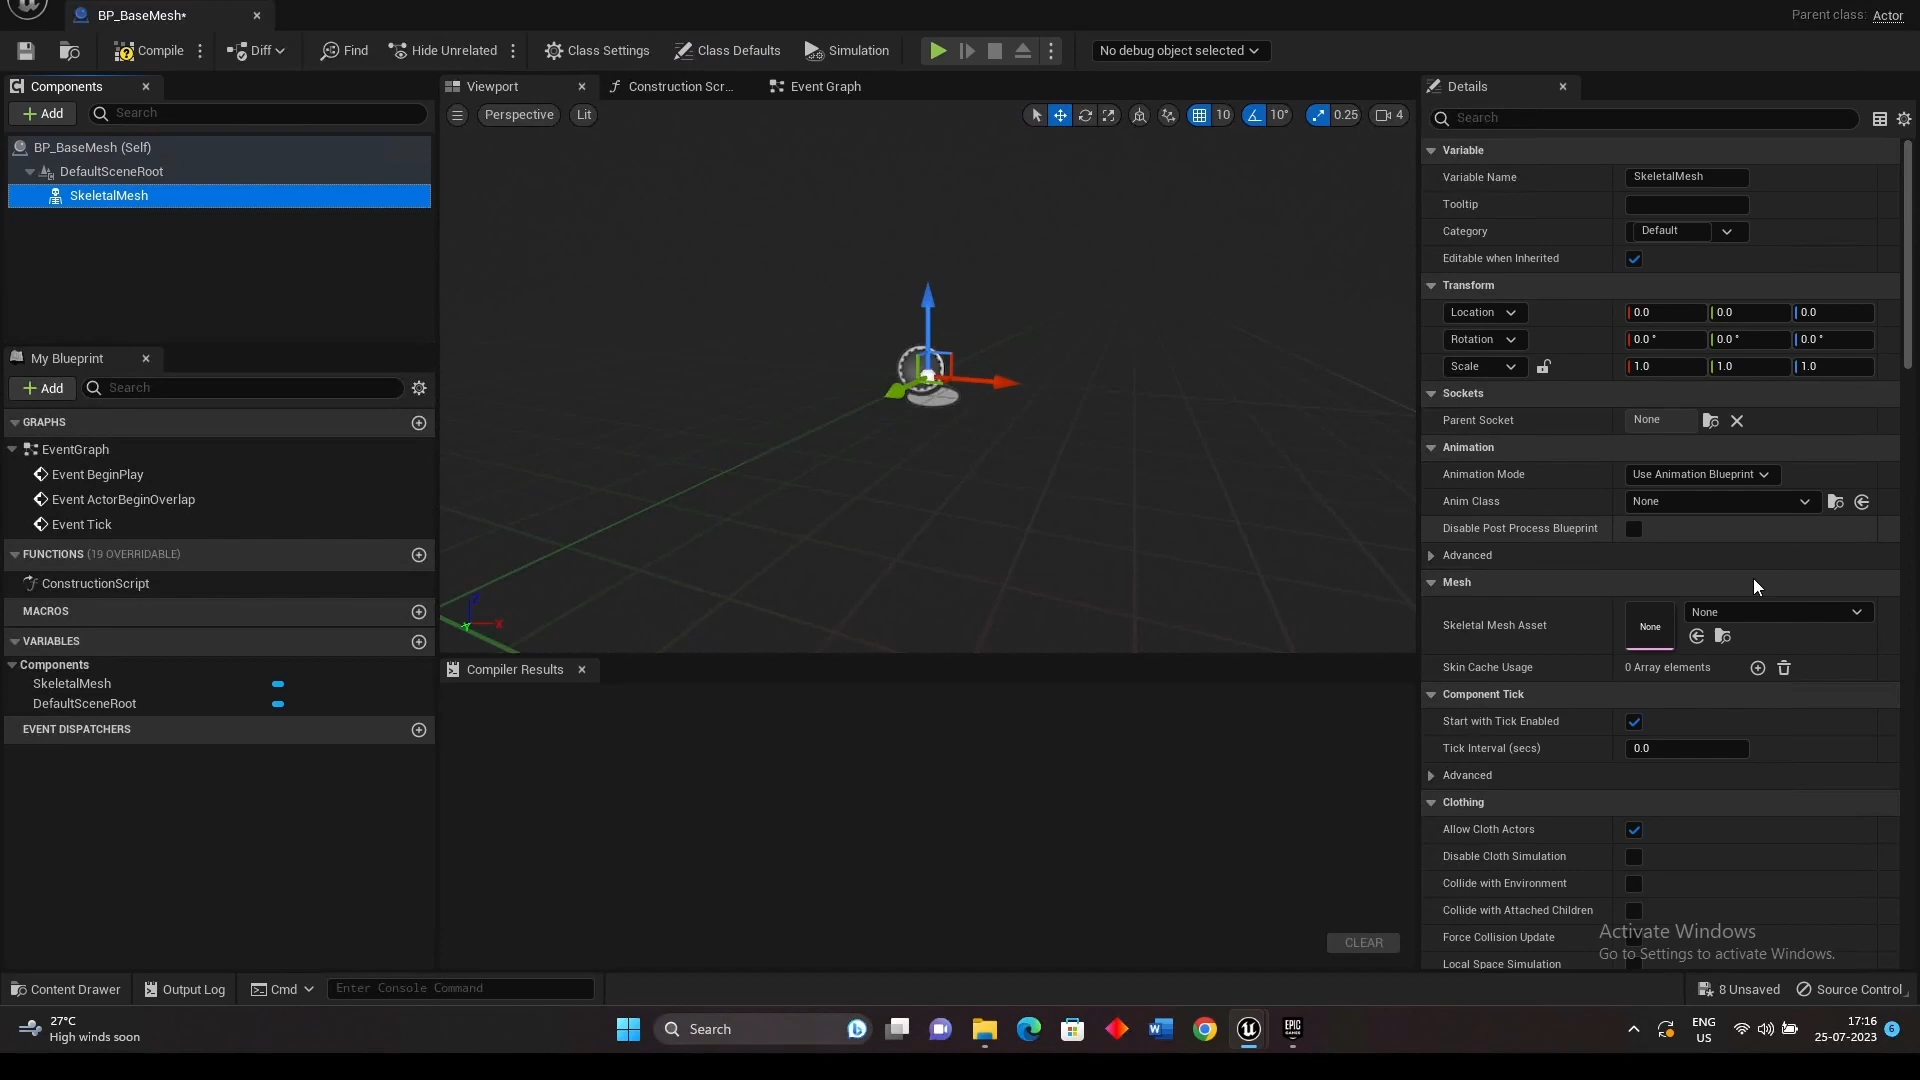 BP_BaseMesh*
Parent class: Actor
Compile
Diff
Find
Hide Unrelated
Class Settings
Class Defaults
Simulation
No debug object selected
Components
Add
Search
BP_BaseMesh (Self)
DefaultSceneRoot
SkeletalMesh
My Blueprint
Add
Search
GRAPHS
EventGraph
Event BeginPlay
Event ActorBeginOverlap
Event Tick
FUNCTIONS (19 OVERRIDABLE)
ConstructionScript
MACROS
VARIABLES
Components
SkeletalMesh
DefaultSceneRoot
EVENT DISPATCHERS
Viewport
Construction Scr...
Event Graph
Perspective
Lit
10
10°
0.25
4
Z
X
Y
Compiler Results
CLEAR
Details
Search
Variable
Variable Name SkeletalMesh
Tooltip
Category Default
Editable when Inherited
Transform
Location 0.0 0.0 0.0
Rotation 0.0 ° 0.0 ° 0.0 °
Scale 1.0 1.0 1.0
Sockets
Parent Socket None
Animation
Animation Mode Use Animation Blueprint
Anim Class None
Disable Post Process Blueprint
Advanced
Mesh
Skeletal Mesh Asset None None
Skin Cache Usage 0 Array elements
Component Tick
Start with Tick Enabled
Tick Interval (secs) 0.0
Advanced
Clothing
Allow Cloth Actors
Disable Cloth Simulation
Collide with Environment
Collide with Attached Children
Force Collision Update
Local Space Simulation
Activate Windows
Go to Settings to activate Windows.
Content Drawer
Output Log
Cmd
Enter Console Command
8 Unsaved
Source Control
27°C
High winds soon
Search
EPIC
GAMES
ENG
US
17:16
25-07-2023
6